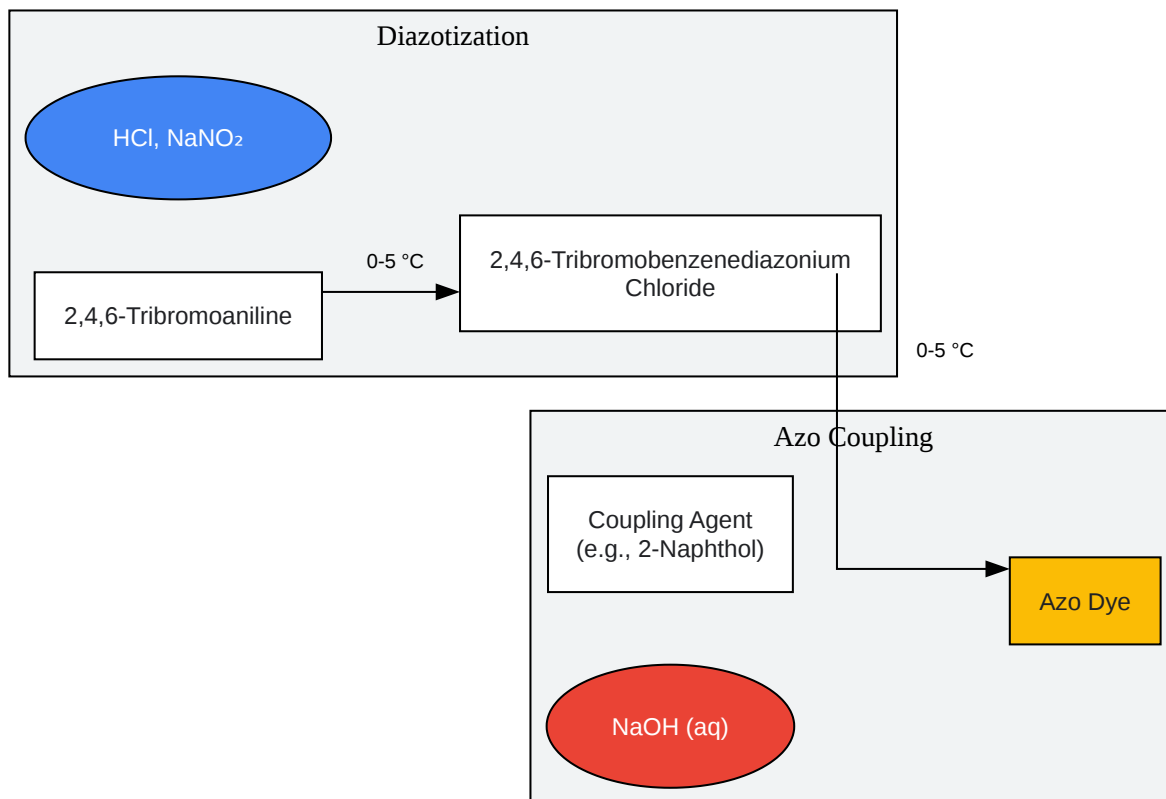 Diazotization
HCl, NaNO₂
0-5 °C
2,4,6-Tribromoaniline
2,4,6-Tribromobenzenediazonium
Chloride
0-5 °C
Azo Coupling
Coupling Agent
(e.g., 2-Naphthol)
Azo Dye
NaOH (aq)